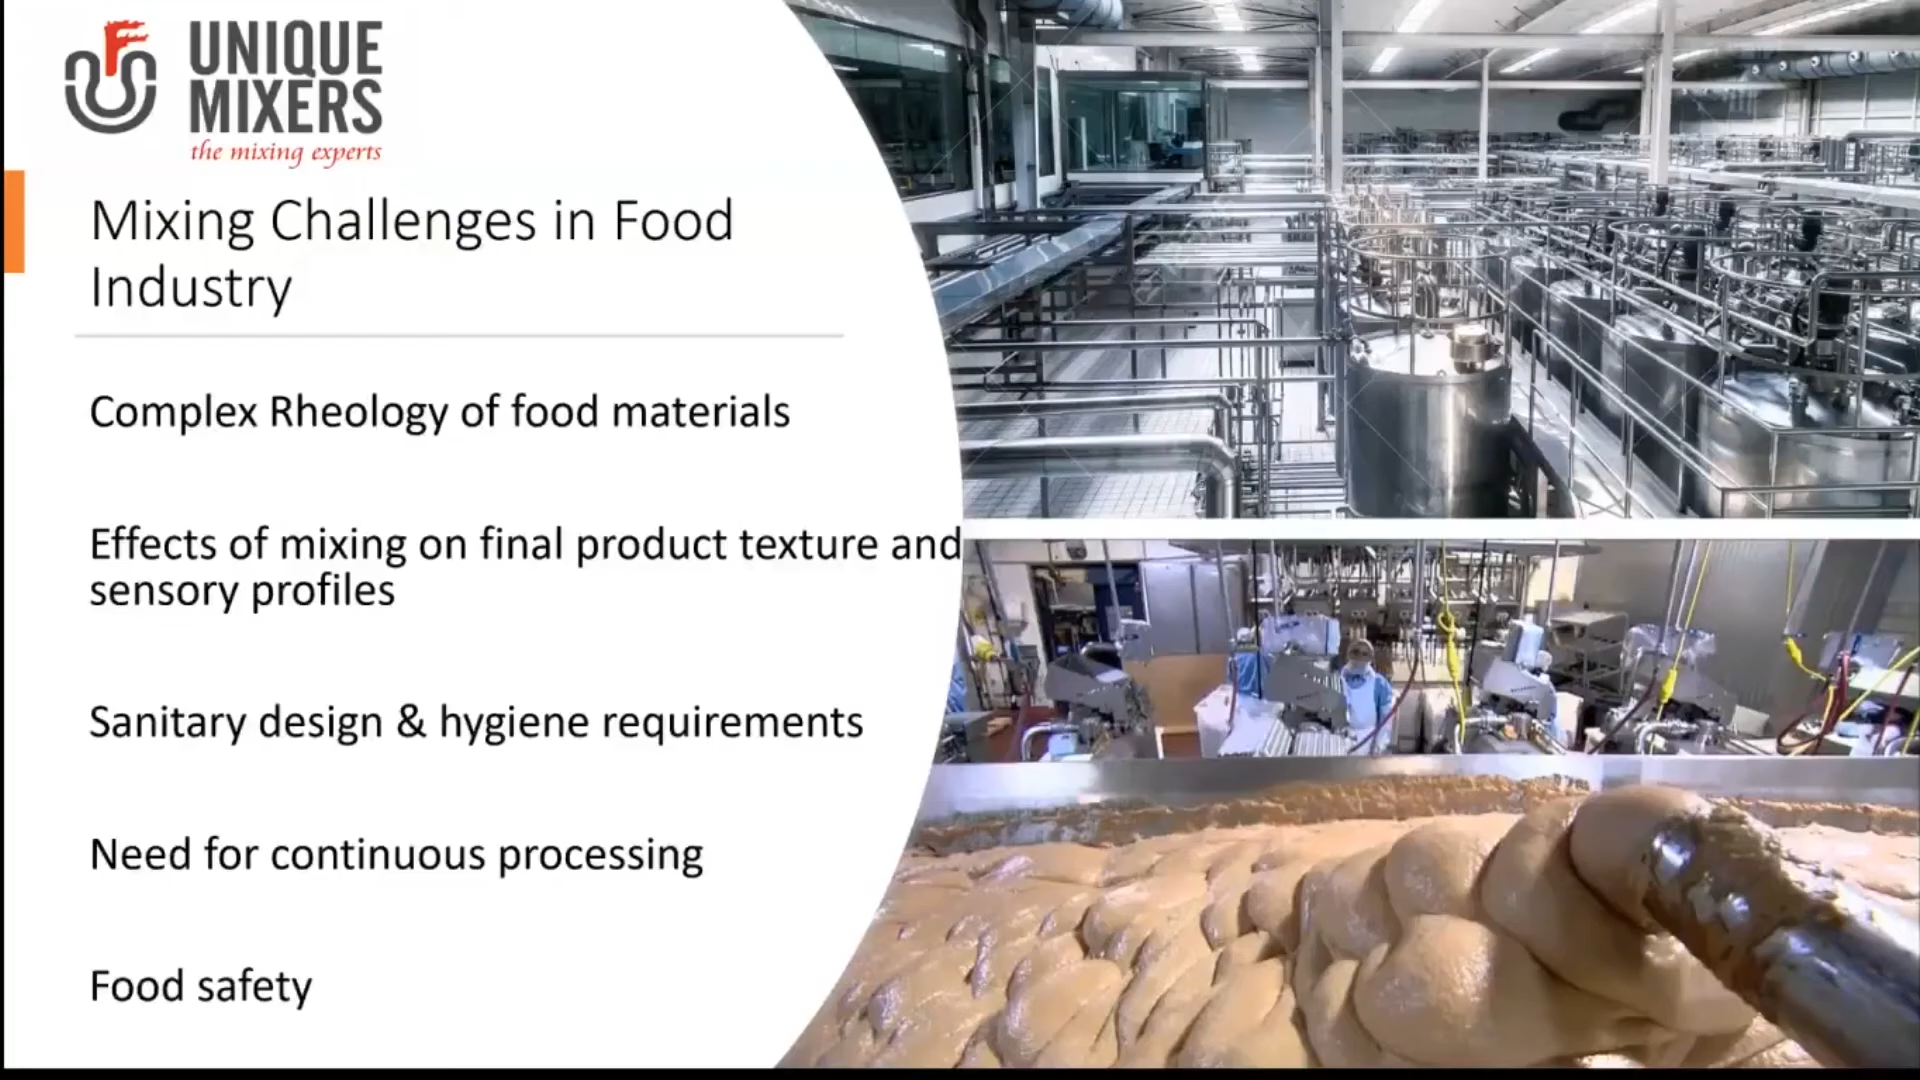 UNIQUE
MIXERS
the mixing experts
Mixing Challenges in Food
Industry
Complex Rheology of food materials
Effects of mixing on final product texture and
sensory profiles
Sanitary design & hygiene requirements
Need for continuous processing
Food safety